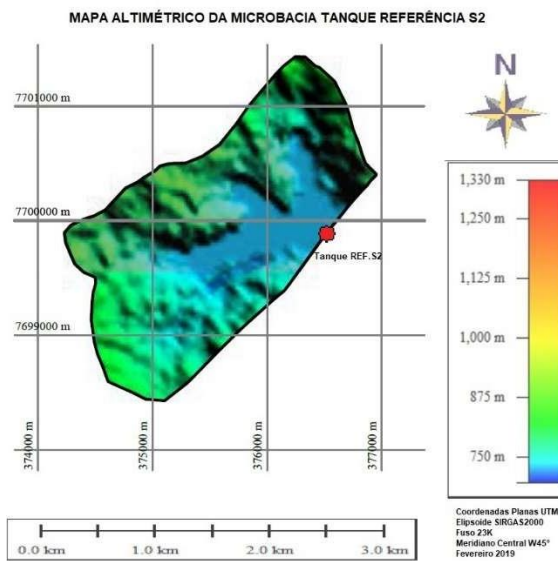 MAPA ALTIMÉTRICO DA MICROBACIA TANQUE REFERÊNCIA S2
N
7701000 m
7700000 m
7699000 m
Tanque REF.S2
374000 m
375000 m
376000 m
377000 m
1,330 m
1,250 m
1,125 m
1,000 m
875 m
750 m
0.0 km
1.0 km
2.0 km
3.0 km
Coordenadas Planas UTM
Elipsoide SIRGAS2000
Fuso 23K
Meridiano Central W45°
Fevereiro 2019